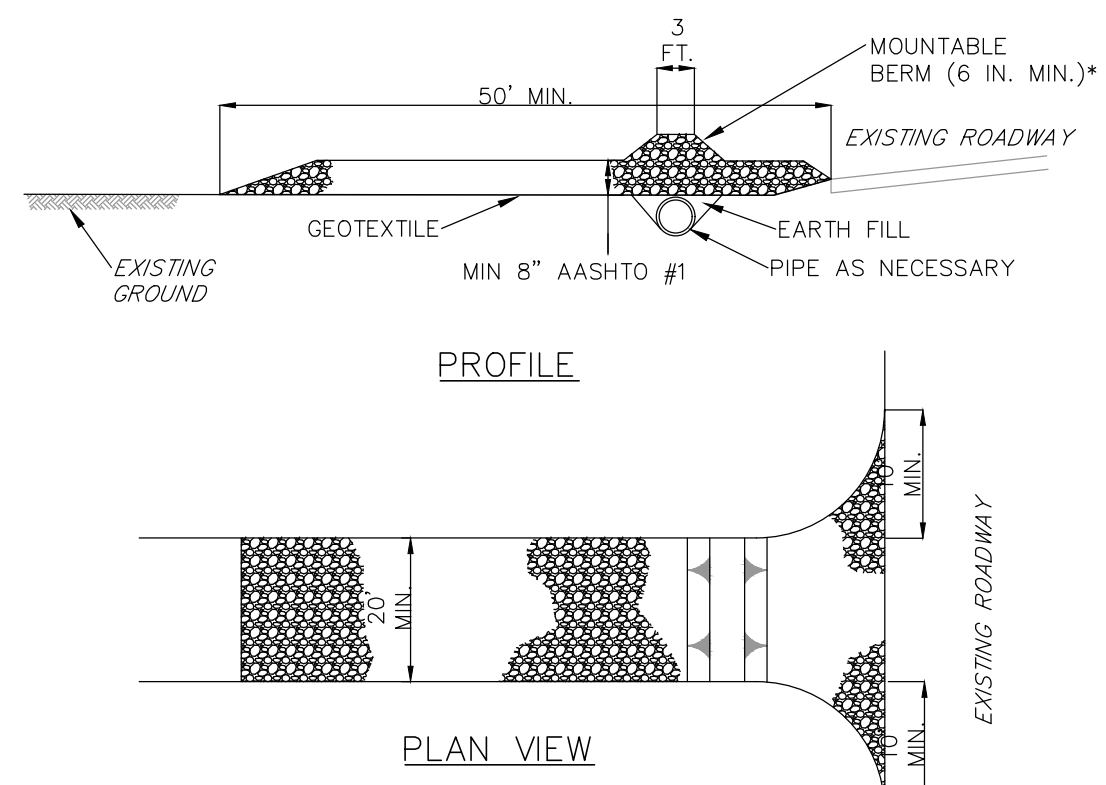 3
FT.
MOUNTABLE
BERM (6 IN. MIN.)*
50' MIN.
EXISTING ROADWAY
GEOTEXTILE
EARTH FILL
EXISTING
GROUND
MIN 8" AASHTO #1
PIPE AS NECESSARY
PROFILE
10'
MIN.
EXISTING ROADWAY
20'
MIN.
10'
MIN.
PLAN VIEW